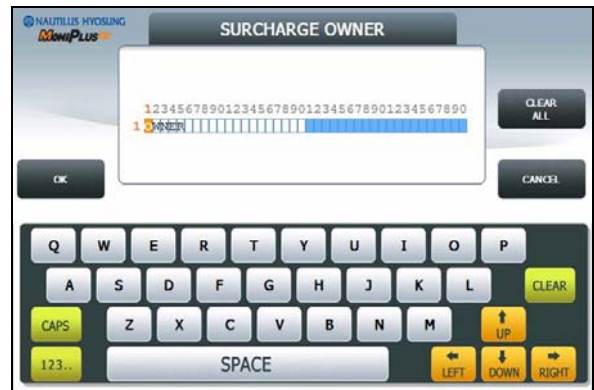 NAUTILUS HYOSUNG
MoniPlus
SURCHARGE OWNER
1234567890123456789012345678901234567890
1 OWNER
CLEAR ALL
OK
CANCEL
Q W E R T Y U I O P
A S D F G H J K L CLEAR
CAPS Z X C V B N M UP
123.. SPACE LEFT DOWN RIGHT